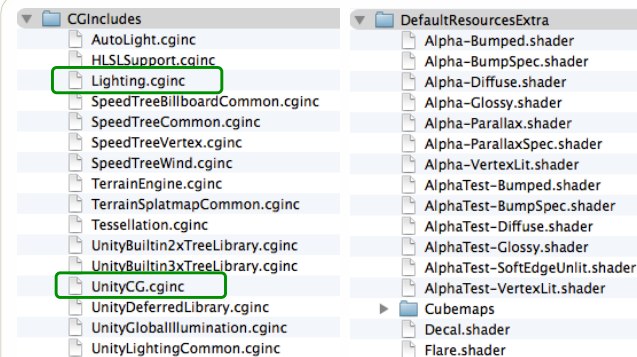 CGIncludes
AutoLight.cginc
HLSLSupport.cginc
Lighting.cginc
SpeedTreeBillboardCommon.cginc
SpeedTreeCommon.cginc
SpeedTreeVertex.cginc
SpeedTreeWind.cginc
TerrainEngine.cginc
TerrainSplatmapCommon.cginc
Tessellation.cginc
UnityBuiltin2xTreeLibrary.cginc
UnityBuiltin3xTreeLibrary.cginc
UnityCG.cginc
UnityDeferredLibrary.cginc
UnityGlobalIllumination.cginc
UnityLightingCommon.cginc
DefaultResourcesExtra
Alpha-Bumped.shader
Alpha-BumpSpec.shader
Alpha-Diffuse.shader
Alpha-Glossy.shader
Alpha-Parallax.shader
Alpha-ParallaxSpec.shader
Alpha-VertexLit.shader
AlphaTest-Bumped.shader
AlphaTest-BumpSpec.shader
AlphaTest-Diffuse.shader
AlphaTest-Glossy.shader
AlphaTest-SoftEdgeUnlit.shader
AlphaTest-VertexLit.shader
Cubemaps
Decal.shader
Flare.shader